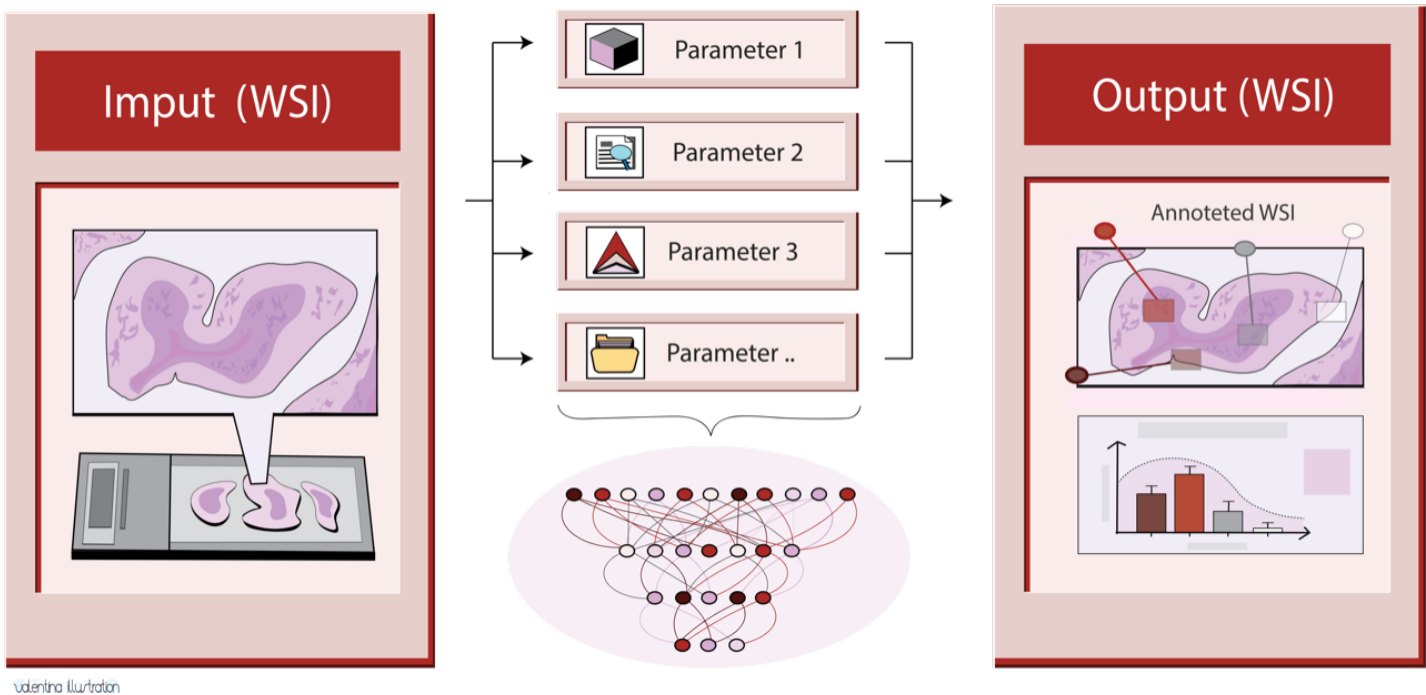 Imput (WSI)
Parameter 1
Parameter 2
Parameter 3
Parameter ..
Output (WSI)
Annoteted WSI
valentina illustration